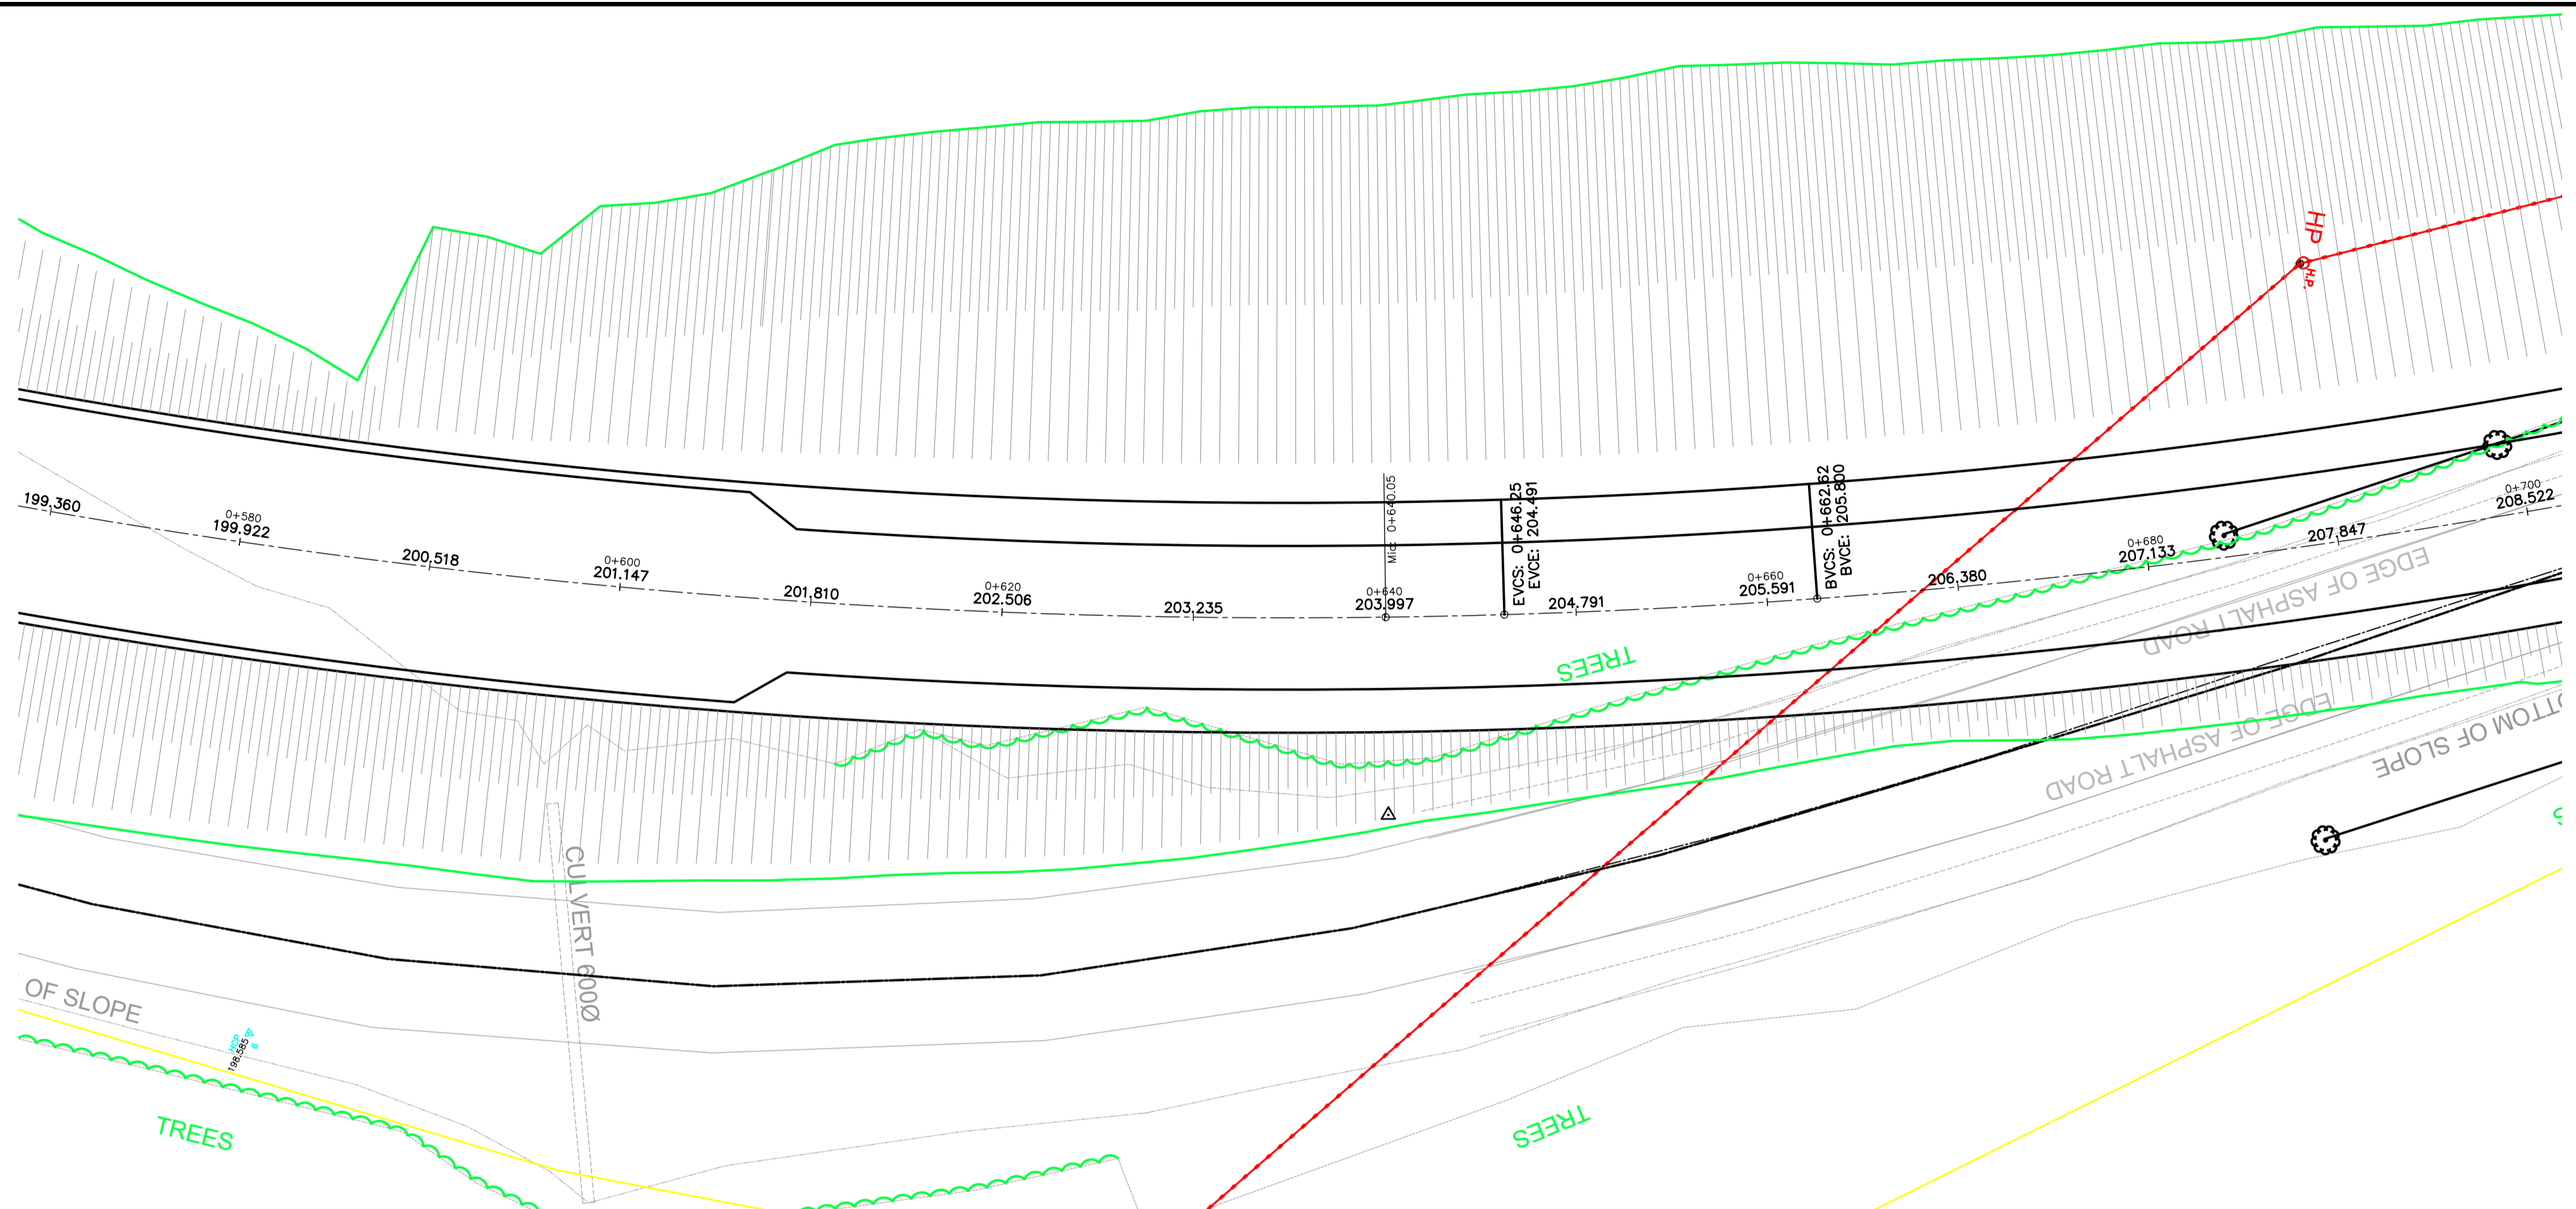 HP
H.P.
199.360
0+580
199.922
200.518
0+600
201.147
201.810
0+620
202.506
203.235
Mid: 0+640.05
0+640
203.997
EVCS: 0+646.25
EVCE: 204.491
204.791
0+660
205.591
BVCS: 0+662.62
BVCE: 205.800
206.380
0+680
207.133
207.847
0+700
208.522
EDGE OF ASPHALT ROAD
TREES
EDGE OF ASPHALT ROAD
TTOM OF SLOPE
S
CULVERT 600Ø
OF SLOPE
HCP
6
198.585
TREES
TREES